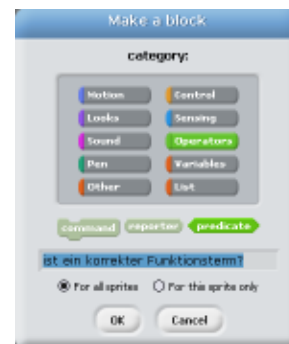 Make a block
category:
Motion Control
Looks Sensing
Sound Operators
Pen Variables
Other List
command reporter predicate
ist ein korrekter Funktionsterm?
For all sprites For this sprite only
OK Cancel